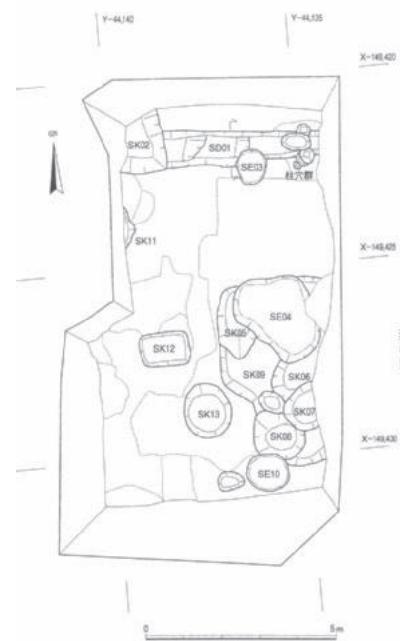 Y-44,140
Y-44,135
X-149,420
SK02
SD01
SE03
柱穴群
SK11
X-149,425
SE04
SK05
SK12
SK09
SK06
SK07
SK13
SK08
X-149,430
SE10
0
5m